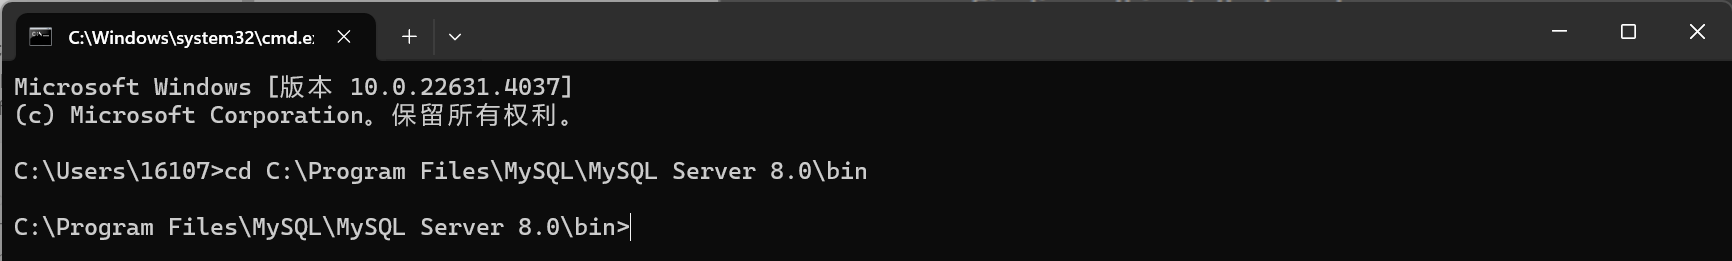 C:\Windows\system32\cmd.e
Microsoft Windows [版本 10.0.22631.4037]
(c) Microsoft Corporation。保留所有权利。
C:\Users\16107>cd C:\Program Files\MySQL\MySQL Server 8.0\bin
C:\Program Files\MySQL\MySQL Server 8.0\bin>